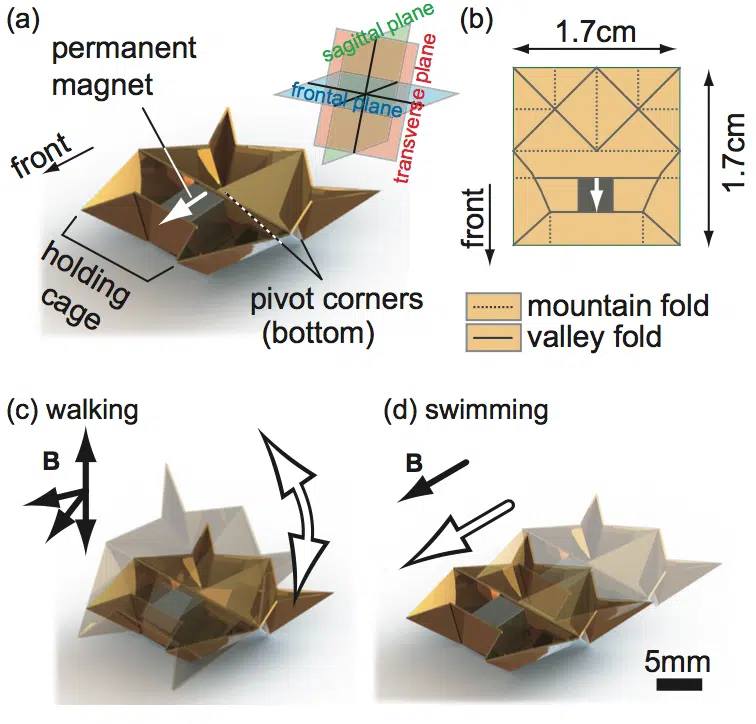 (a)
permanent
magnet
front
holding
cage
pivot corners
(bottom)
sagittal plane
frontal plane
transverse plane
(b)
1.7cm
1.7cm
front
mountain fold
valley fold
(c) walking
B
(d) swimming
B
5mm